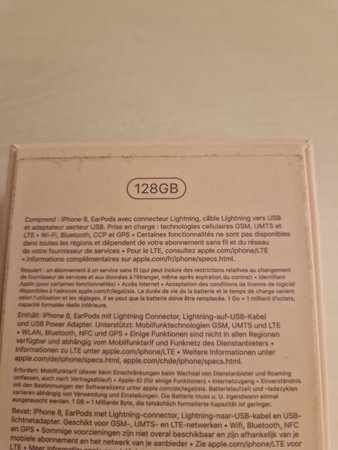 128GB
Comprend : iPhone 8, EarPods avec connecteur Lightning, câble Lightning vers USB
et adaptateur secteur USB. Prise en charge : technologies cellulaires GSM, UMTS et
LTE • Wi-Fi, Bluetooth, CCP et GPS • Certaines fonctionnalités ne sont pas disponibles
dans toutes les régions et dépendent de votre abonnement sans fil et du réseau
de votre fournisseur de services • Pour le LTE, consultez apple.com/iphone/LTE
• Informations complémentaires sur apple.com/fr/iphone/specs.html.
Requiert : un abonnement à un service sans fil (qui peut inclure des restrictions relatives au changement
de fournisseur de services et aux données à l'étranger, même après expiration du contrat) • Identifiant
Apple (pour certaines fonctionnalités) • Accès Internet • Acceptation des conditions de licence de logiciel
disponibles à l'adresse apple.com/fr/legal/sla. La durée de vie de la batterie et le temps de charge varient
selon l'utilisation et les réglages. Il se peut que la batterie doive être remplacée. 1 Go = 1 milliard d'octets,
capacité formatée réelle inférieure.
Enthält: iPhone 8, EarPods mit Lightning Connector, Lightning-auf-USB-Kabel
und USB Power Adapter. Unterstützt: Mobilfunktechnologien GSM, UMTS und LTE
• WLAN, Bluetooth, NFC und GPS • Einige Funktionen sind nicht in allen Regionen
verfügbar und abhängig vom Mobilfunktarif und Funknetz des Dienstanbieters •
Informationen zu LTE unter apple.com/iphone/LTE • Weitere Informationen unter
apple.com/de/iphone/specs.html, apple.com/chde/iphone/specs.html.
Erfordert: Mobilfunktarif (dieser kann Einschränkungen beim Wechsel von Dienstanbieter und Roaming
umfassen, auch nach Vertragsablauf) • Apple-ID (für einige Funktionen) • Internetzugang • Einverständnis
mit den Bestimmungen der Softwarelizenz unter apple.com/de/legal/sla. Batterielaufzeit und -ladezyklen
variieren abhängig von Verwendung und Einstellungen. Die Batterie muss u. U. irgendwann einmal
ausgetauscht werden. 1 GB = 1 Milliarde Byte, die tatsächliche formatierte Kapazität ist geringer.
Bevat: iPhone 8, EarPods met Lightning-connector, Lightning-naar-USB-kabel en USB-
lichtnetadapter. Geschikt voor GSM-, UMTS- en LTE-netwerken • Wifi, Bluetooth, NFC
en GPS • Sommige voorzieningen zijn niet overal beschikbaar en zijn afhankelijk van je
mobiele abonnement en het netwerk van je aanbieder • Zie apple.com/iphone/LTE